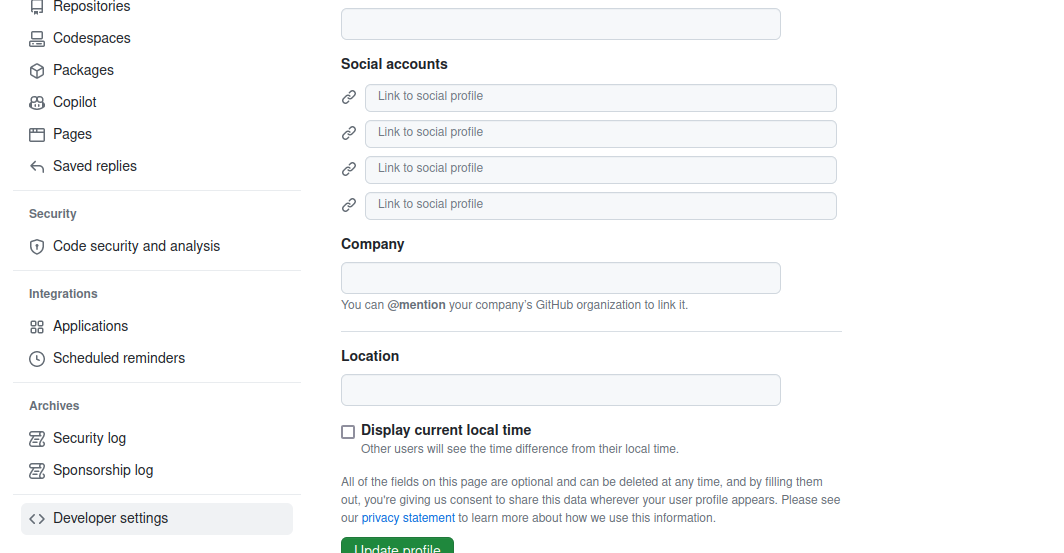 Repositories
Codespaces
Packages
Copilot
Pages
Saved replies
Security
Code security and analysis
Integrations
Applications
Scheduled reminders
Archives
Security log
Sponsorship log
Developer settings
Social accounts
Link to social profile
Link to social profile
Link to social profile
Link to social profile
Company
You can @mention your company's GitHub organization to link it.
Location
Display current local time
Other users will see the time difference from their local time.
All of the fields on this page are optional and can be deleted at any time, and by filling them
out, you're giving us consent to share this data wherever your user profile appears. Please see
our privacy statement to learn more about how we use this information.
Update profile